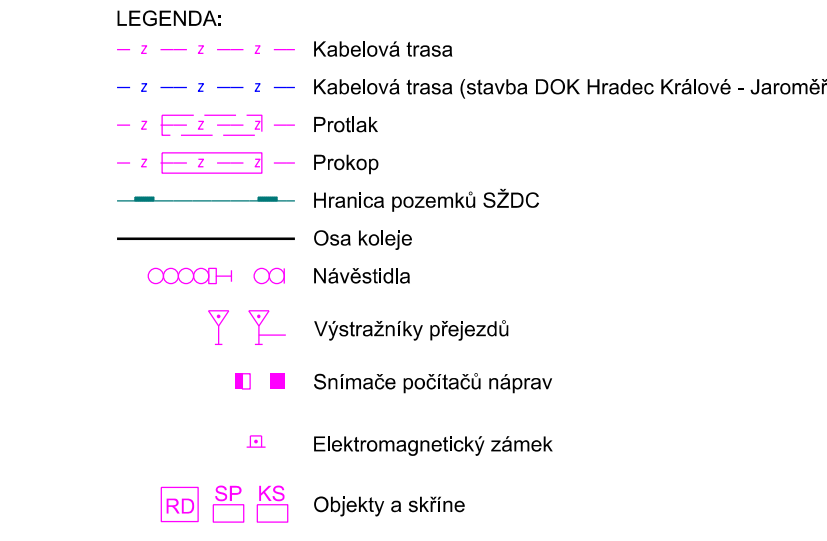 LEGENDA:
z z z Kabelová trasa
z z z Kabelová trasa (stavba DOK Hradec Králové - Jaroměř
z z z Protlak
z z z Prokop
Hranica pozemků SŽDC
Osa koleje
Návěstidla
Výstražníky přejezdů
Snímače počítačů náprav
Elektromagnetický zámek
RD SP KS Objekty a skříne